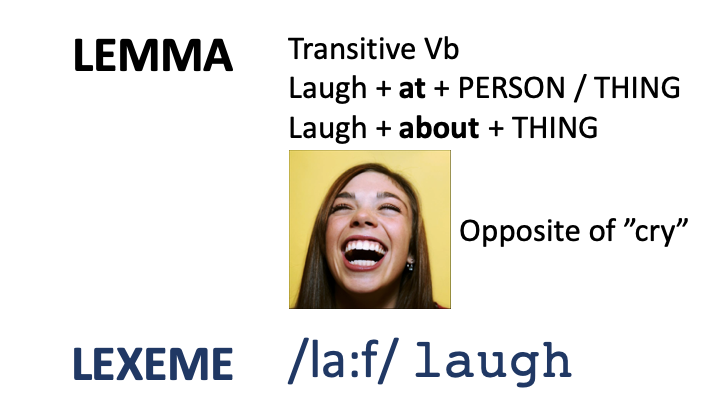 LEMMA
Transitive Vb
Laugh + at + PERSON / THING
Laugh + about + THING
Opposite of ”cry”
LEXEME
/la:f/ laugh